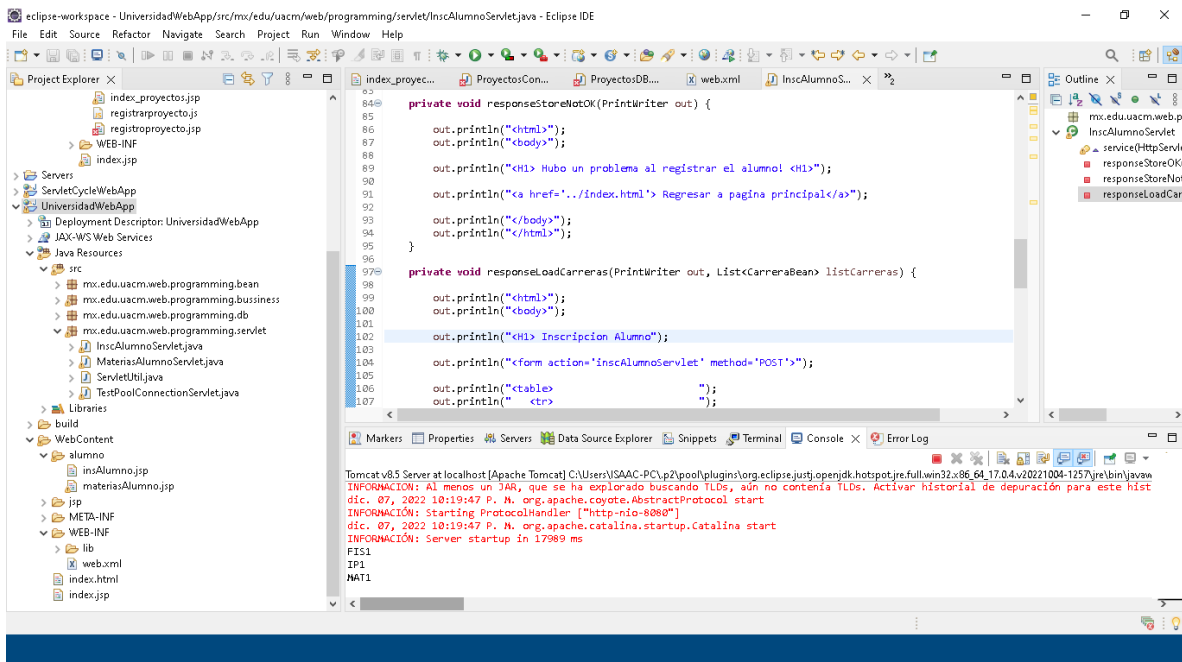 eclipse-workspace - UniversidadWebApp/src/mx/edu/uacm/web/programming/servlet/InscAlumnoServlet.java - Eclipse IDE
File Edit Source Refactor Navigate Search Project Run Window Help
Project Explorer
index_proyectos.jsp
registrarproyecto.js
registroproyecto.jsp
WEB-INF
index.jsp
Servers
ServletCycleWebApp
UniversidadWebApp
Deployment Descriptor: UniversidadWebApp
JAX-WS Web Services
Java Resources
src
mx.edu.uacm.web.programming.bean
mx.edu.uacm.web.programming.bussiness
mx.edu.uacm.web.programming.db
mx.edu.uacm.web.programming.servlet
InscAlumnoServlet.java
MateriasAlumnoServlet.java
ServletUtil.java
TestPoolConnectionServlet.java
Libraries
build
WebContent
alumno
insAlumno.jsp
materiasAlumno.jsp
jsp
META-INF
WEB-INF
lib
web.xml
index.html
index.jsp
index_proyec... ProyectosCon... ProyectosDB.... web.xml InscAlumnoS... 2
83
84 private void responseStoreNotOK(PrintWriter out) {
85
86 out.println("<html>");
87 out.println("<body>");
88
89 out.println("<H1> Hubo un problema al registrar el alumno! <H1>");
90
91 out.println("<a href='../index.html'> Regresar a pagina principal</a>");
92
93 out.println("</body>");
94 out.println("</html>");
95 }
96
97 private void responseLoadCarreras(PrintWriter out, List<CarreraBean> listCarreras) {
98
99 out.println("<html>");
100 out.println("<body>");
101
102 out.println("<H1> Inscripcion Alumno");
103
104 out.println("<form action='inscAlumnoServlet' method='POST'>");
105
106 out.println("<table> ");
107 out.println(" <tr> ");
Outline
mx.edu.uacm.web.p
InscAlumnoServlet
service(HttpServle
responseStoreOK(
responseStoreNot
responseLoadCar
Markers Properties Servers Data Source Explorer Snippets Terminal Console Error Log
Tomcat v8.5 Server at localhost [Apache Tomcat] C:\Users\ISAAC-PC\.p2\pool\plugins\org.eclipse.justj.openjdk.hotspot.jre.full.win32.x86_64_17.0.4.v20221004-1257\jre\bin\javaw
INFORMACIÓN: Al menos un JAR, que se ha explorado buscando TLDs, aún no contenía TLDs. Activar historial de depuración para este hist
dic. 07, 2022 10:19:47 P. M. org.apache.coyote.AbstractProtocol start
INFORMACIÓN: Starting ProtocolHandler ["http-nio-8080"]
dic. 07, 2022 10:19:47 P. M. org.apache.catalina.startup.Catalina start
INFORMACIÓN: Server startup in 17989 ms
FIS1
IP1
MAT1